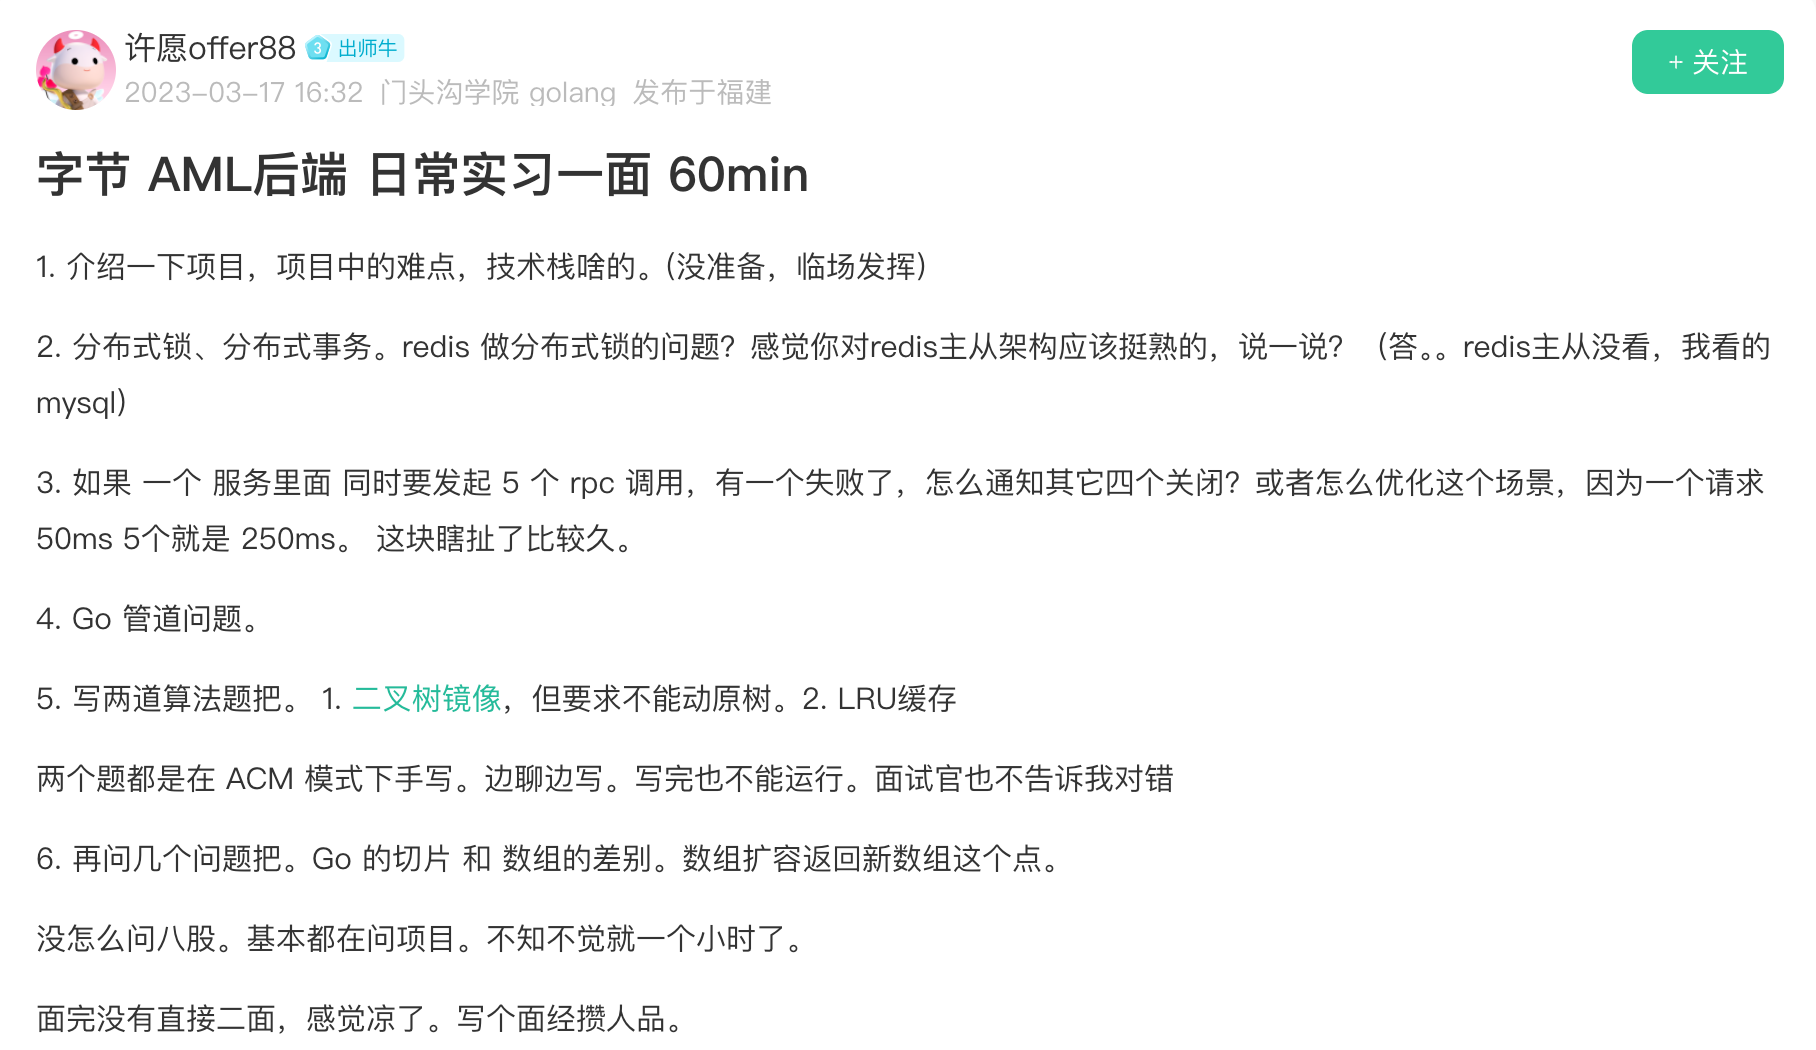 许愿offer88 3 出师牛
2023-03-17 16:32 门头沟学院 golang 发布于福建
+ 关注
字节 AML后端 日常实习一面 60min
1. 介绍一下项目，项目中的难点，技术栈啥的。（没准备，临场发挥）
2. 分布式锁、分布式事务。redis 做分布式锁的问题？感觉你对redis主从架构应该挺熟的，说一说？（答。。redis主从没看，我看的
mysql）
3. 如果 一个 服务里面 同时要发起 5 个 rpc 调用，有一个失败了，怎么通知其它四个关闭？或者怎么优化这个场景，因为一个请求
50ms 5个就是 250ms。 这块瞎扯了比较久。
4. Go 管道问题。
5. 写两道算法题把。 1. 二叉树镜像，但要求不能动原树。2. LRU缓存
两个题都是在 ACM 模式下手写。边聊边写。写完也不能运行。面试官也不告诉我对错
6. 再问几个问题把。Go 的切片 和 数组的差别。数组扩容返回新数组这个点。
没怎么问八股。基本都在问项目。不知不觉就一个小时了。
面完没有直接二面，感觉凉了。写个面经攒人品。